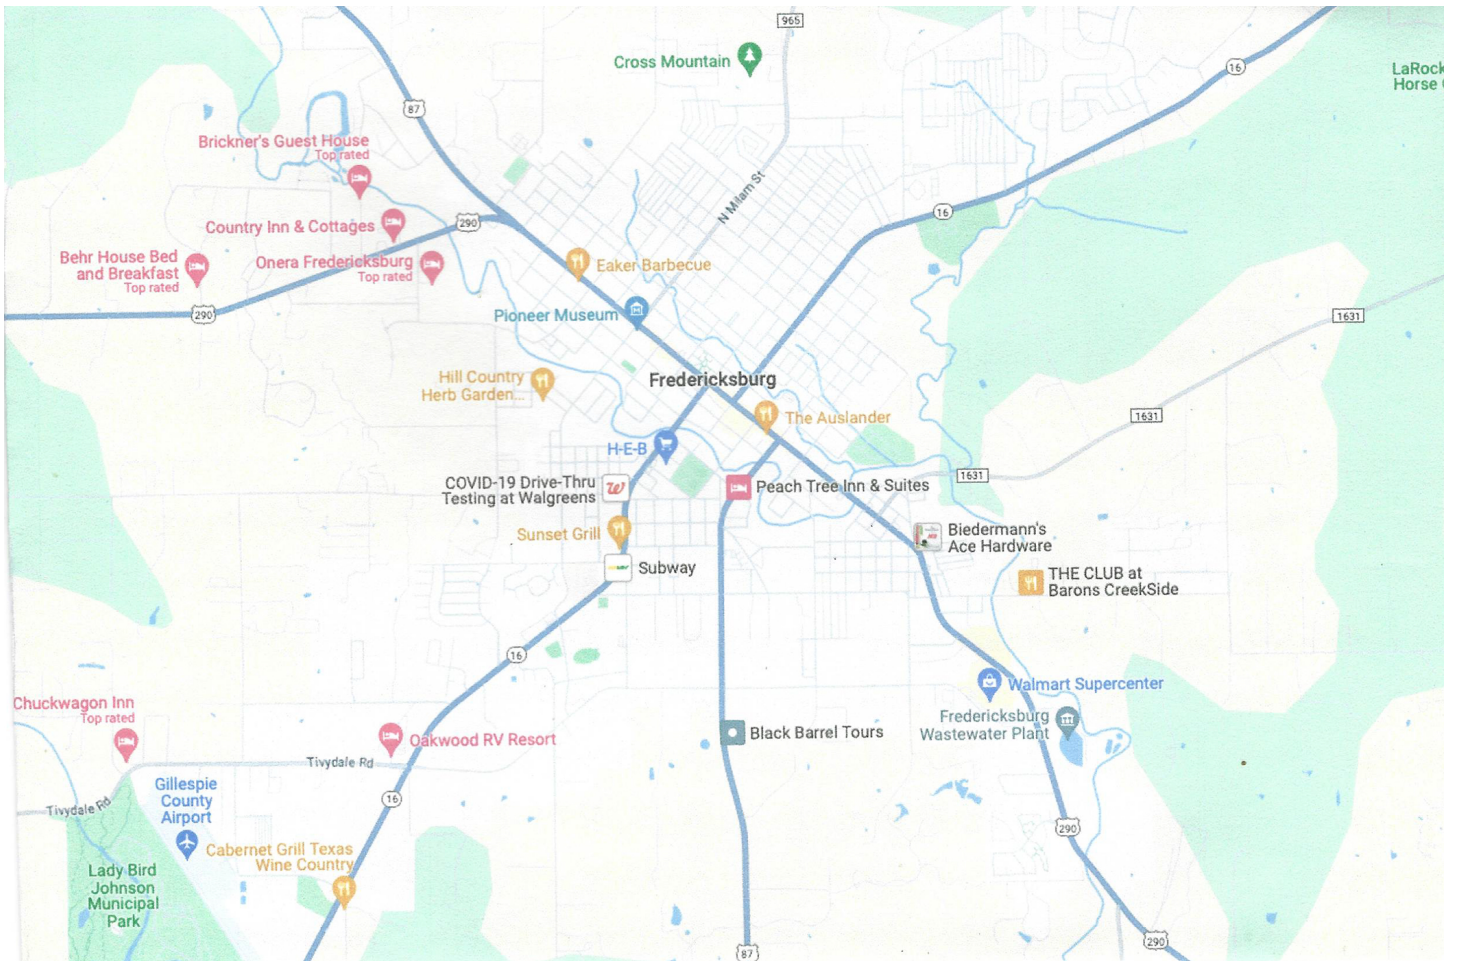 965
Cross Mountain
16
LaRock
Horse
87
Brickner's Guest House
Top rated
N Milam St
Country Inn & Cottages
290
16
Behr House Bed
and Breakfast
Top rated
Onera Fredericksburg
Top rated
Eaker Barbecue
290
Pioneer Museum
1631
Hill Country
Herb Garden...
Fredericksburg
The Auslander
1631
H-E-B
COVID-19 Drive-Thru
Testing at Walgreens
1631
Peach Tree Inn & Suites
Sunset Grill
Biedermann's
Ace Hardware
Subway
THE CLUB at
Barons CreekSide
16
Walmart Supercenter
Chuckwagon Inn
Top rated
Fredericksburg
Wastewater Plant
Oakwood RV Resort
Black Barrel Tours
Tivydale Rd
Gillespie
County
Airport
16
Tivydale Rd
290
Cabernet Grill Texas
Wine Country
Lady Bird
Johnson
Municipal
Park
290
87